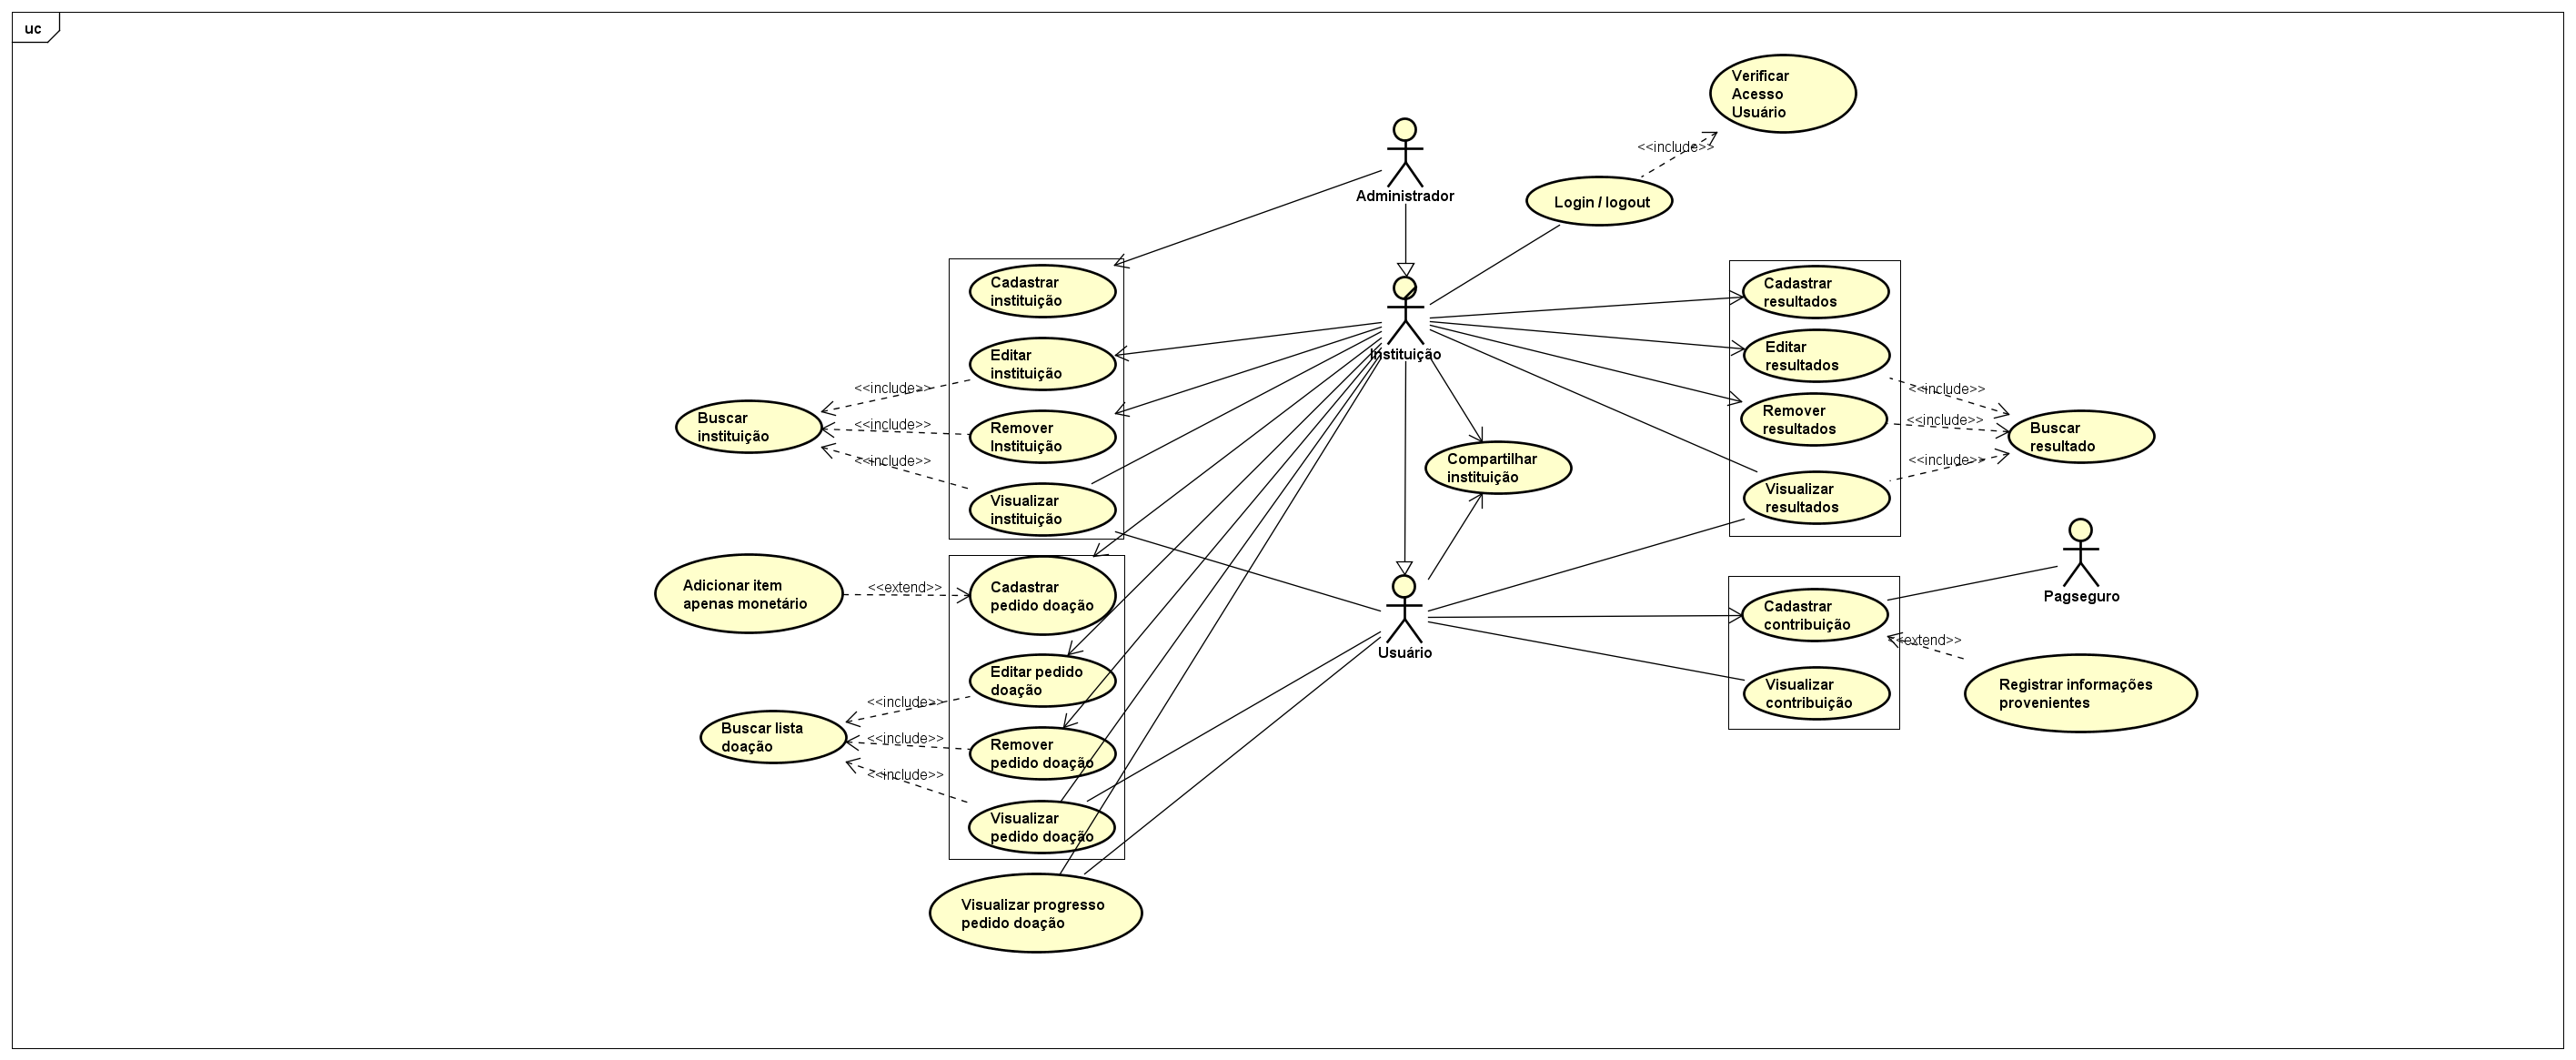 uc
Verificar
Acesso
Usuário
<<include>>
Login / logout
Administrador
Cadastrar
instituição
Editar
instituição
Remover
Instituição
Visualizar
instituição
<<include>>
<<include>>
<<include>>
Buscar
instituição
Instituição
Compartilhar
instituição
Cadastrar
resultados
Editar
resultados
Remover
resultados
Visualizar
resultados
<<include>>
<<include>>
<<include>>
Buscar
resultado
Adicionar item
apenas monetário
<<extend>>
Cadastrar
pedido doação
Editar pedido
doação
Remover
pedido doação
Visualizar
pedido doação
<<include>>
<<include>>
<<include>>
Buscar lista
doação
Visualizar progresso
pedido doação
Usuário
Cadastrar
contribuição
Visualizar
contribuição
Pagseguro
<<extend>>
Registrar informações
provenientes